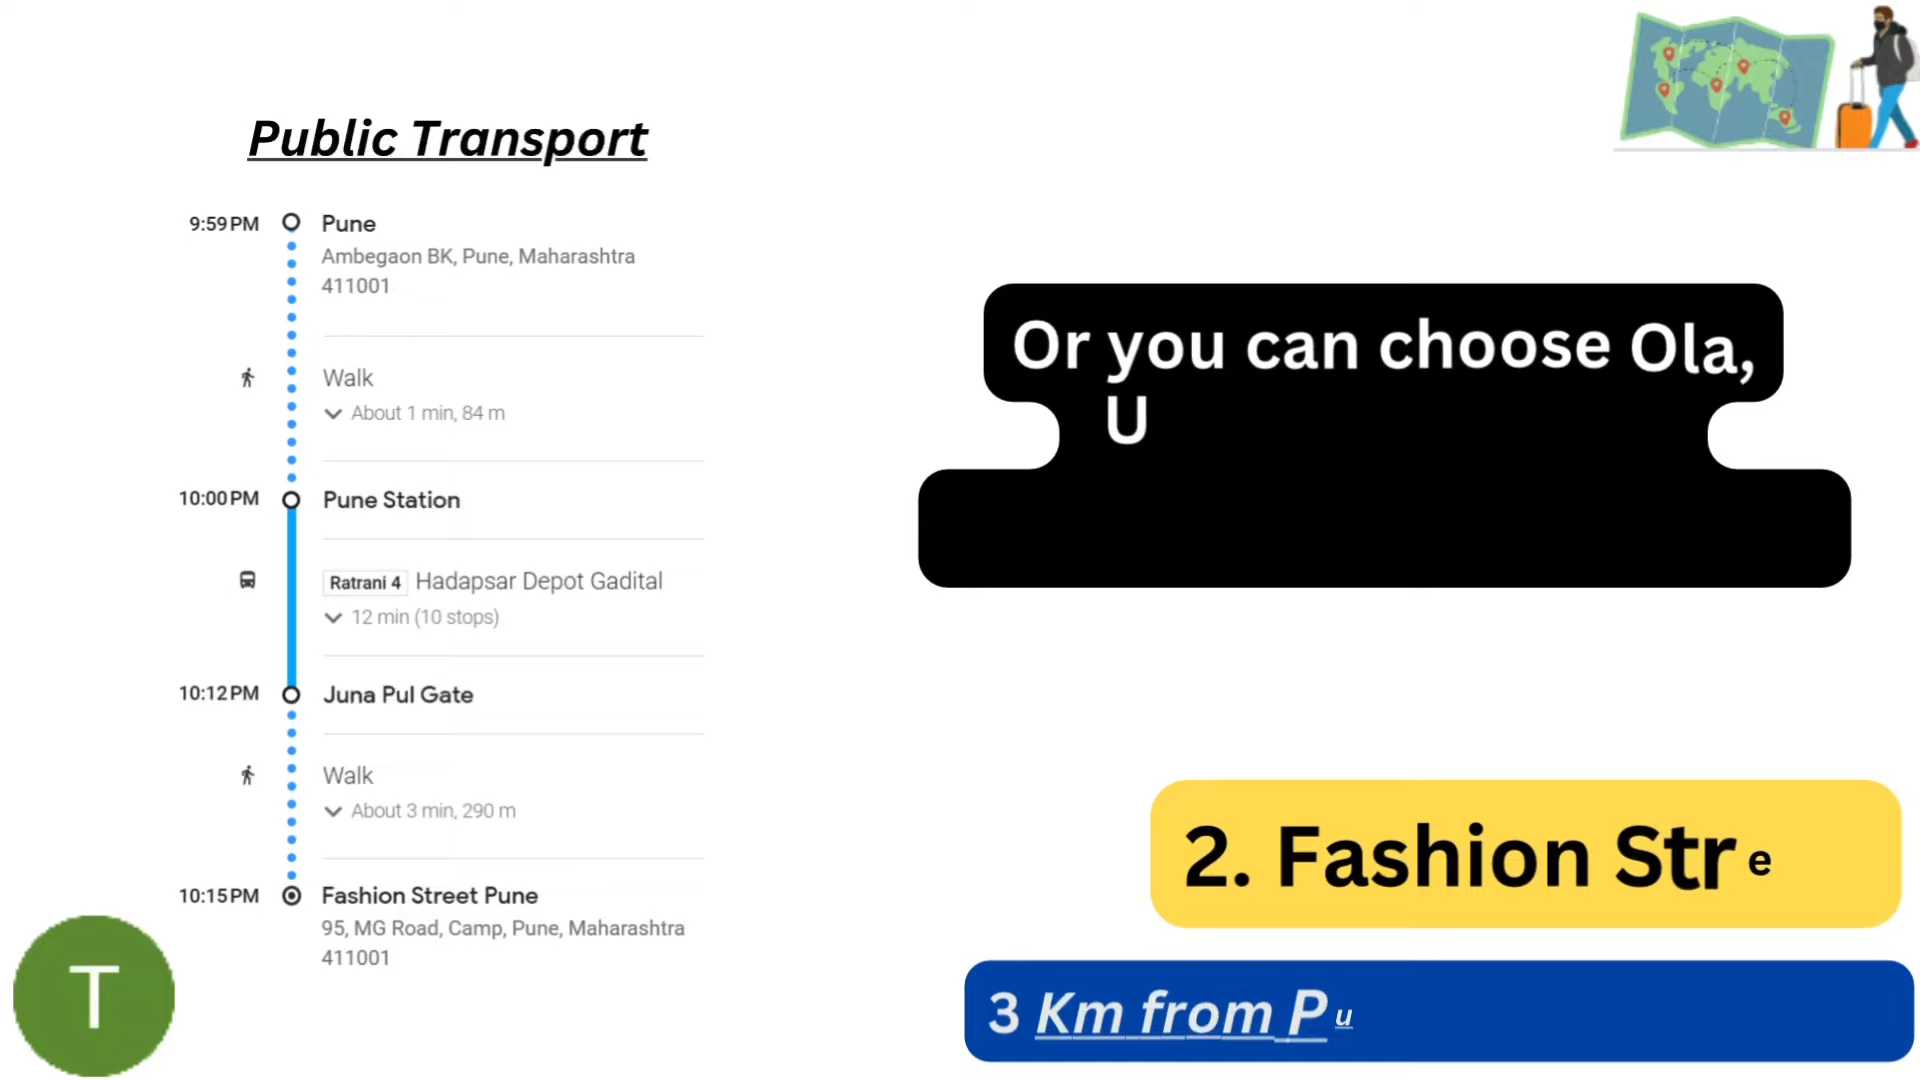 Public Transport
9:59 PM Pune
Ambegaon BK, Pune, Maharashtra
411001
Walk
About 1 min, 84 m
10:00 PM Pune Station
Ratrani 4 Hadapsar Depot Gadital
12 min (10 stops)
10:12 PM Juna Pul Gate
Walk
About 3 min, 290 m
10:15 PM Fashion Street Pune
95, MG Road, Camp, Pune, Maharashtra
411001
T
Or you can choose Ola,
U
2. Fashion Stre
3 Km from Pu